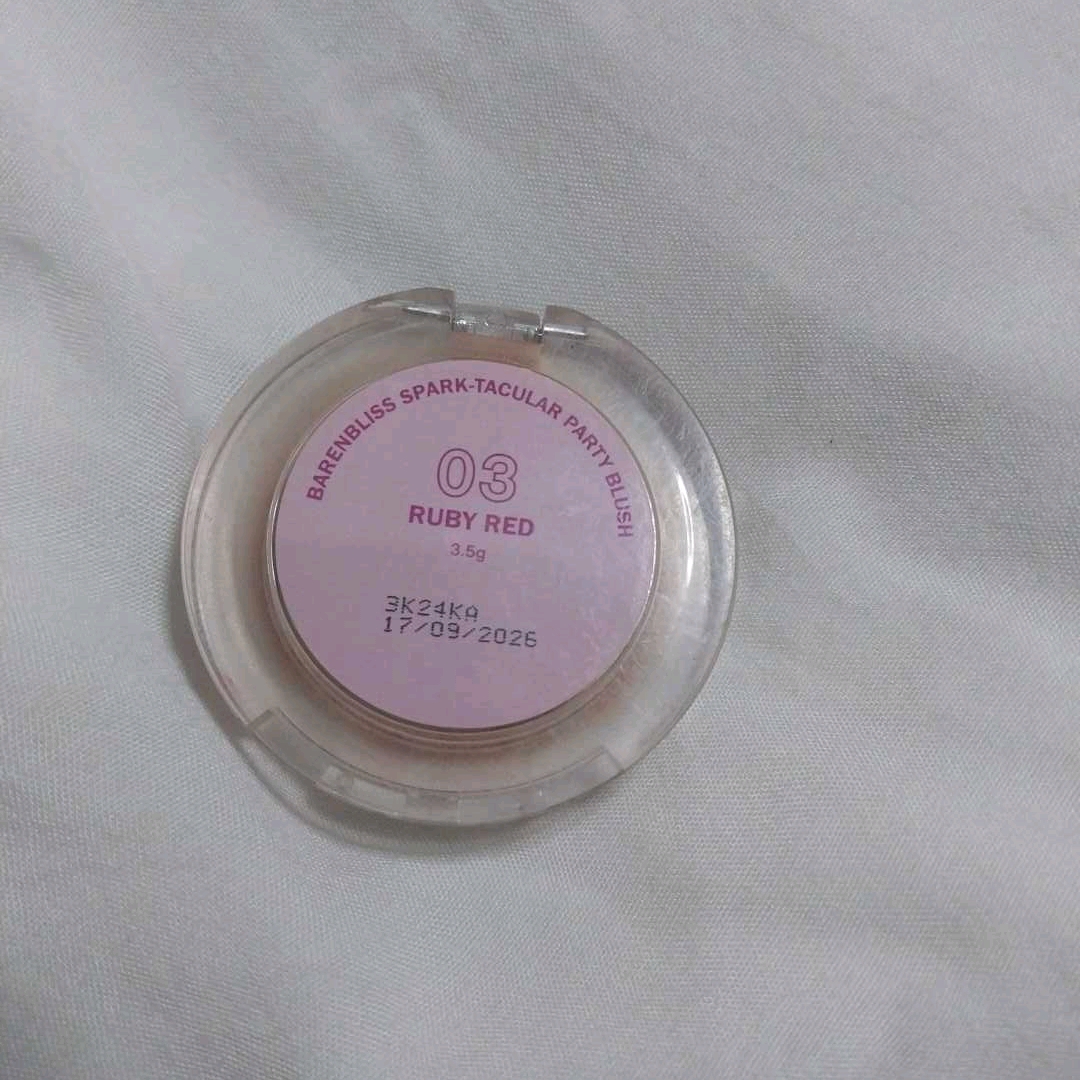 BARENBLISS SPARK-TACULAR PARTY BLUSH
03
RUBY RED
3.5g
3K24KA
17/09/2026